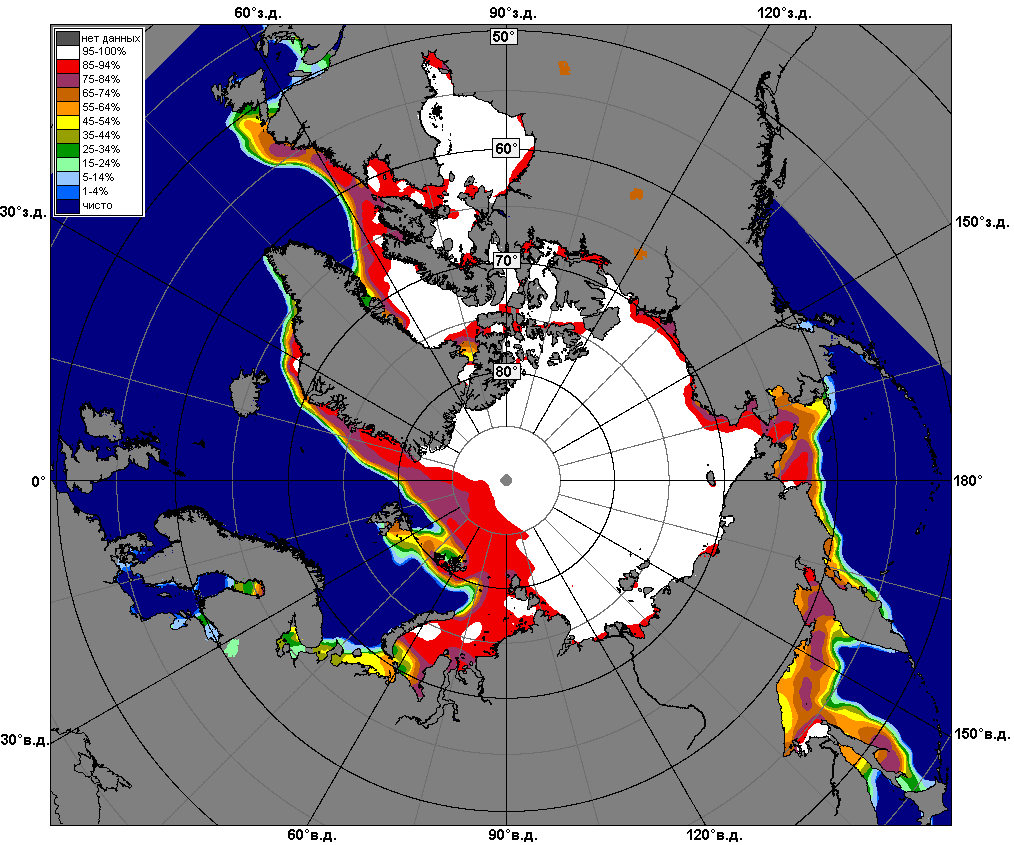 60°з.д.
90°з.д.
120°з.д.
нет данных
95-100%
85-94%
75-84%
65-74%
55-64%
45-54%
35-44%
25-34%
15-24%
5-14%
1-4%
чисто
50°
60°
30°з.д.
150°з.д.
70°
80°
0°
180°
30°в.д.
150°в.д.
60°в.д.
90°в.д.
120°в.д.